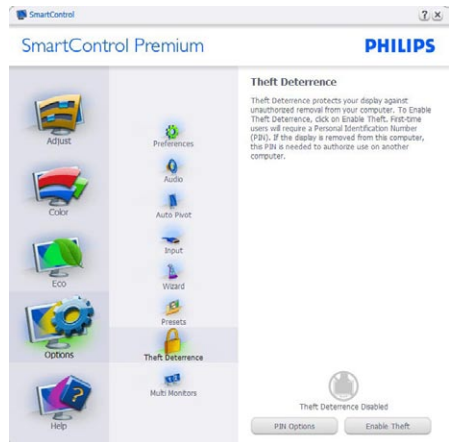 SmartControl
SmartControl Premium
PHILIPS
Adjust
Color
Eco
Options
Help
Preferences
Audio
Auto Pivot
Input
Wizard
Presets
Theft Deterrence
Multi Monitors
Theft Deterrence
Theft Deterrence protects your display against
unauthorized removal from your computer. To Enable
Theft Deterrence, click on Enable Theft. First-time
users will require a Personal Identification Number
(PIN). If the display is removed from this computer,
this PIN is needed to authorize use on another
computer.
Theft Deterrence Disabled
PIN Options
Enable Theft